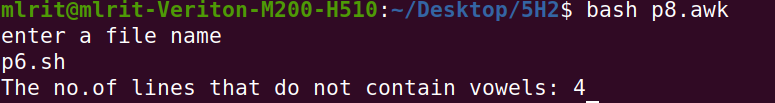 mlrit@mlrit-Veriton-M200-H510:~/Desktop/5H2$ bash p8.awk
enter a file name
p6.sh
The no.of lines that do not contain vowels: 4